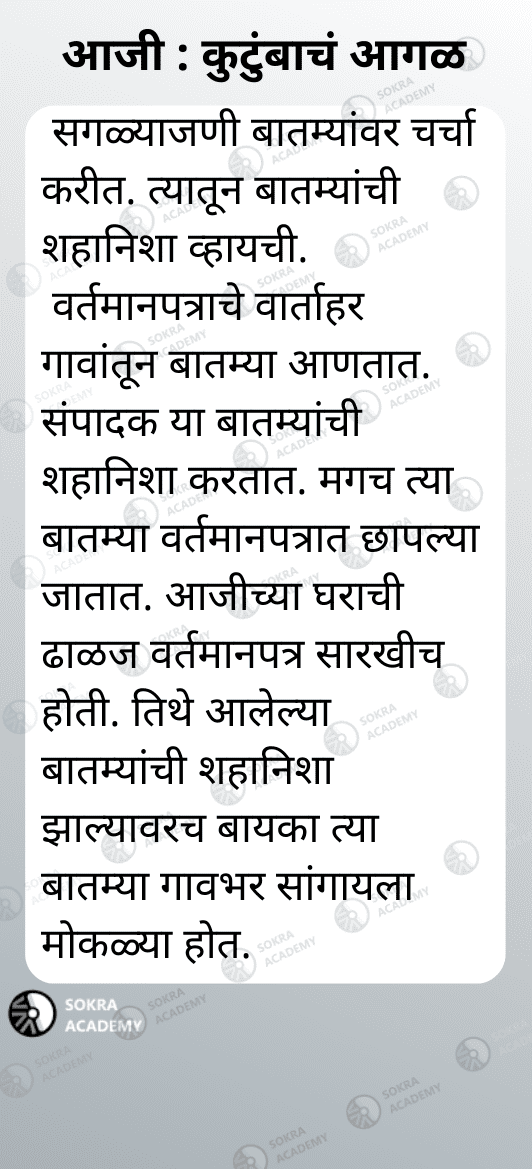 आजी : कुटुंबाचं आगळ
सगळ्याजणी बातम्यांवर चर्चा
करीत. त्यातून बातम्यांची
शहानिशा व्हायची.
वर्तमानपत्राचे वार्ताहर
गावांतून बातम्या आणतात.
संपादक या बातम्यांची
शहानिशा करतात. मगच त्या
बातम्या वर्तमानपत्रात छापल्या
जातात. आजीच्या घराची
ढाळज वर्तमानपत्र सारखीच
होती. तिथे आलेल्या
बातम्यांची शहानिशा
झाल्यावरच बायका त्या
बातम्या गावभर सांगायला
मोकळ्या होत.
SOKRA
ACADEMY